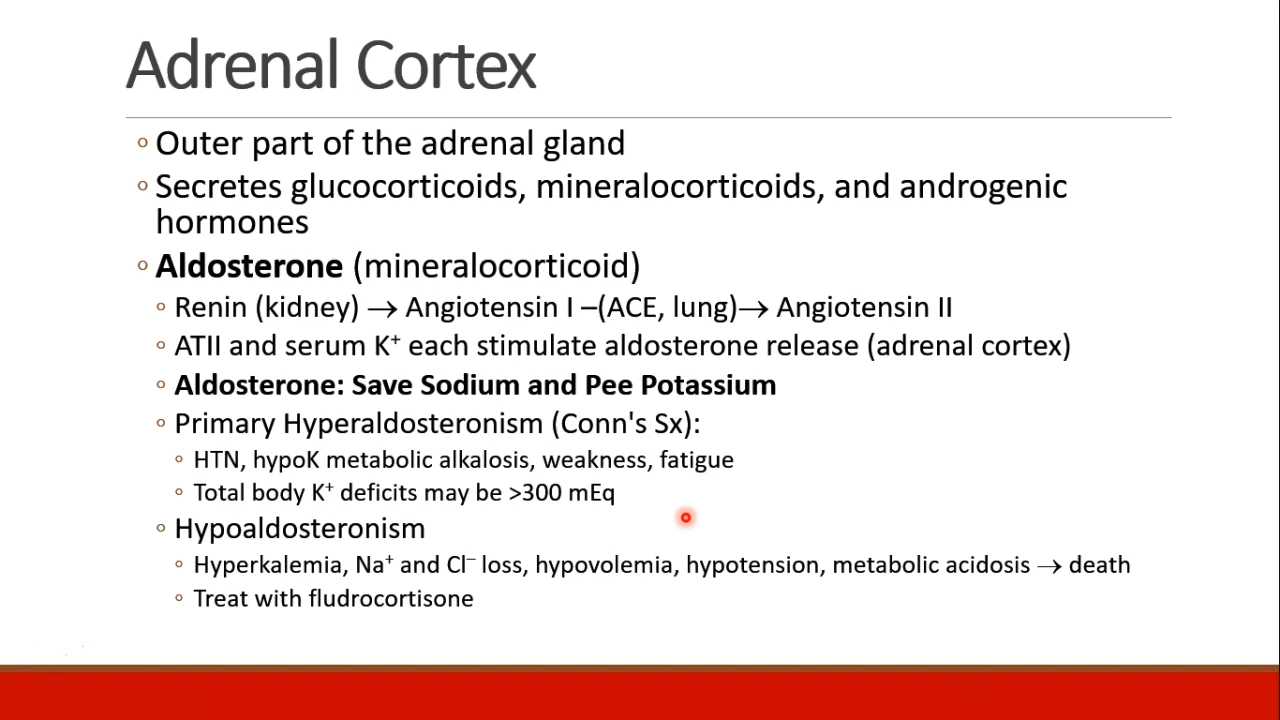 Adrenal Cortex
◦ Outer part of the adrenal gland
◦ Secretes glucocorticoids, mineralocorticoids, and androgenic
hormones
◦ Aldosterone (mineralocorticoid)
◦ Renin (kidney) → Angiotensin I –(ACE, lung)→ Angiotensin II
◦ ATII and serum K⁺ each stimulate aldosterone release (adrenal cortex)
◦ Aldosterone: Save Sodium and Pee Potassium
◦ Primary Hyperaldosteronism (Conn's Sx):
◦ HTN, hypoK metabolic alkalosis, weakness, fatigue
◦ Total body K⁺ deficits may be >300 mEq
◦ Hypoaldosteronism
◦ Hyperkalemia, Na⁺ and Cl⁻ loss, hypovolemia, hypotension, metabolic acidosis → death
◦ Treat with fludrocortisone